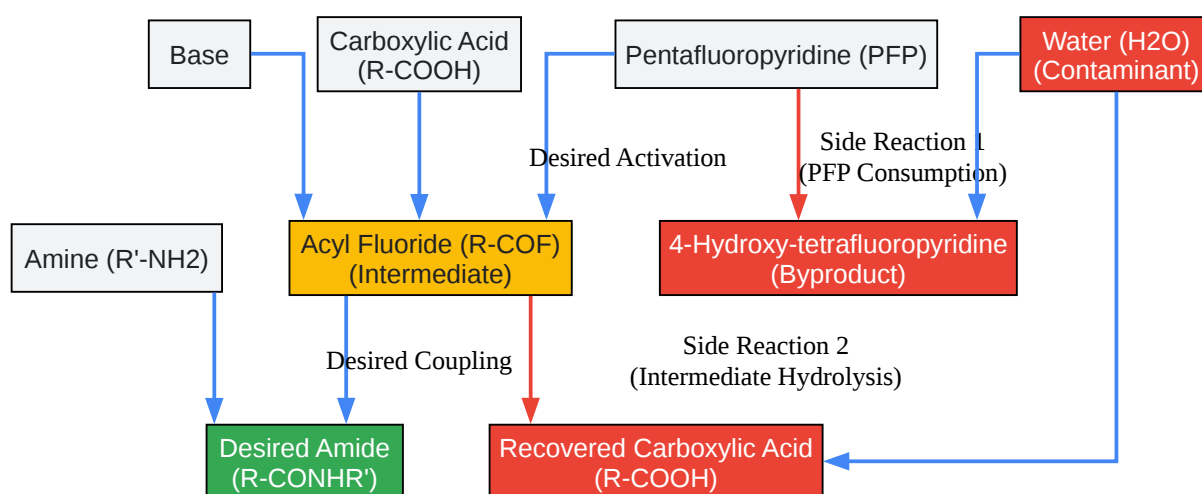 Base
Carboxylic Acid
(R-COOH)
Pentafluoropyridine (PFP)
Water (H2O)
(Contaminant)
Desired Activation
Side Reaction 1
(PFP Consumption)
Amine (R'-NH2)
Acyl Fluoride (R-COF)
(Intermediate)
4-Hydroxy-tetrafluoropyridine
(Byproduct)
Desired Coupling
Side Reaction 2
(Intermediate Hydrolysis)
Desired Amide
(R-CONHR')
Recovered Carboxylic Acid
(R-COOH)